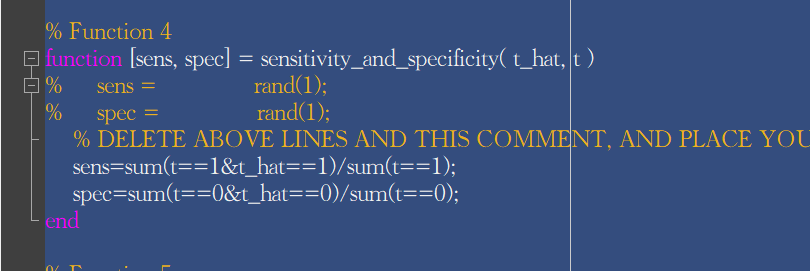 % Function 4
function [sens, spec] = sensitivity_and_specificity( t_hat, t )
% sens = rand(1);
% spec = rand(1);
% DELETE ABOVE LINES AND THIS COMMENT, AND PLACE YOU
sens=sum(t==1&t_hat==1)/sum(t==1);
spec=sum(t==0&t_hat==0)/sum(t==0);
end
% Function 5